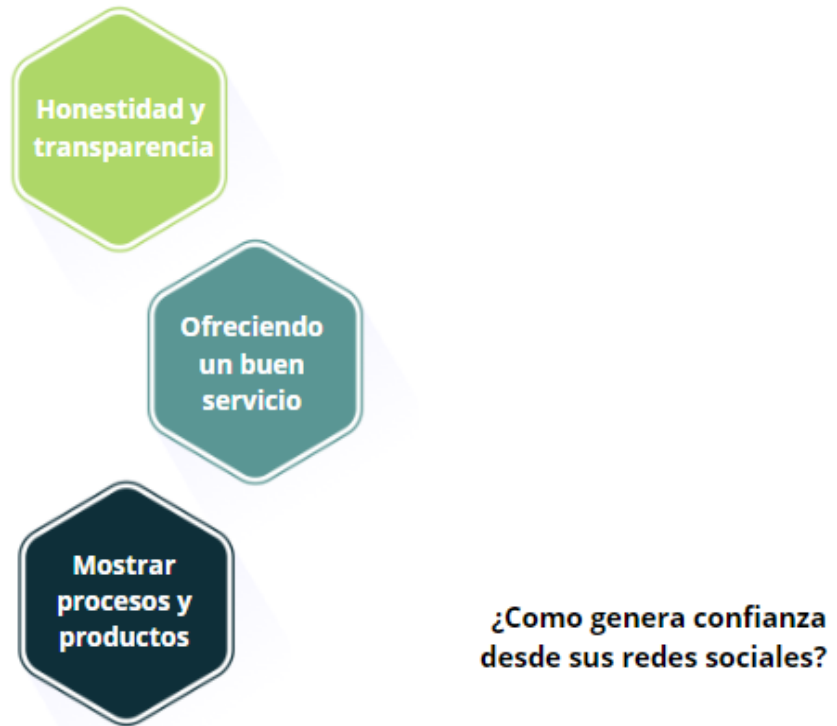 Honestidad y
transparencia
Ofreciendo
un buen
servicio
Mostrar
procesos y
productos
¿Como genera confianza
desde sus redes sociales?